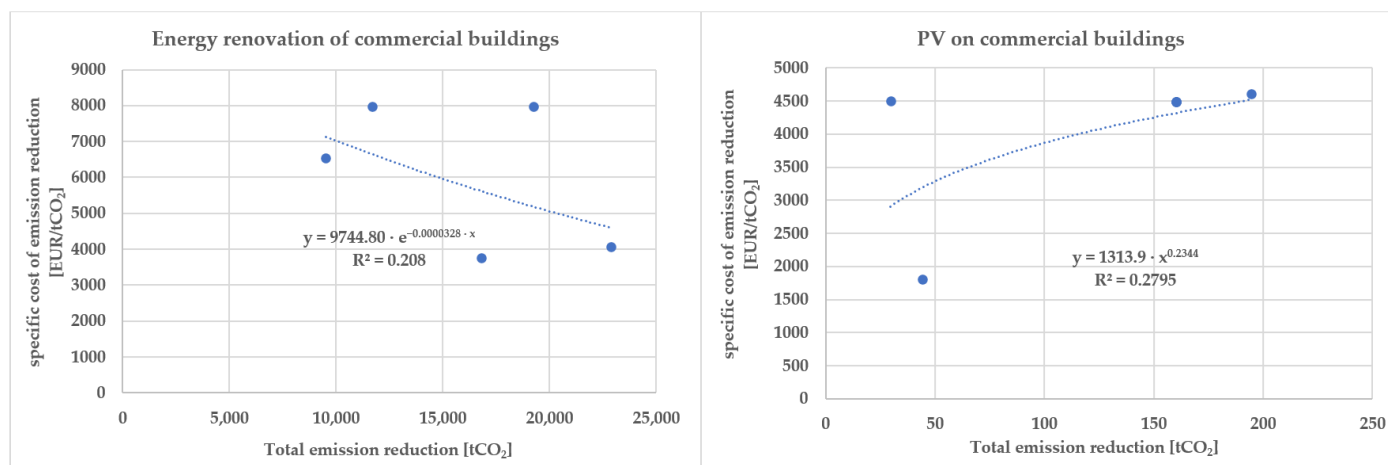 Energy renovation of commercial buildings
specific cost of emission reduction
[EUR/tCO₂]
9000
8000
7000
6000
5000
4000
3000
2000
1000
0
y = 9744.80 · e^−0.0000328 · x
R² = 0.208
0
5,000
10,000
15,000
20,000
25,000
Total emission reduction [tCO₂]
PV on commercial buildings
specific cost of emission reduction
[EUR/tCO₂]
5000
4500
4000
3500
3000
2500
2000
1500
1000
500
0
y = 1313.9 · x^0.2344
R² = 0.2795
0
50
100
150
200
250
Total emission reduction [tCO₂]